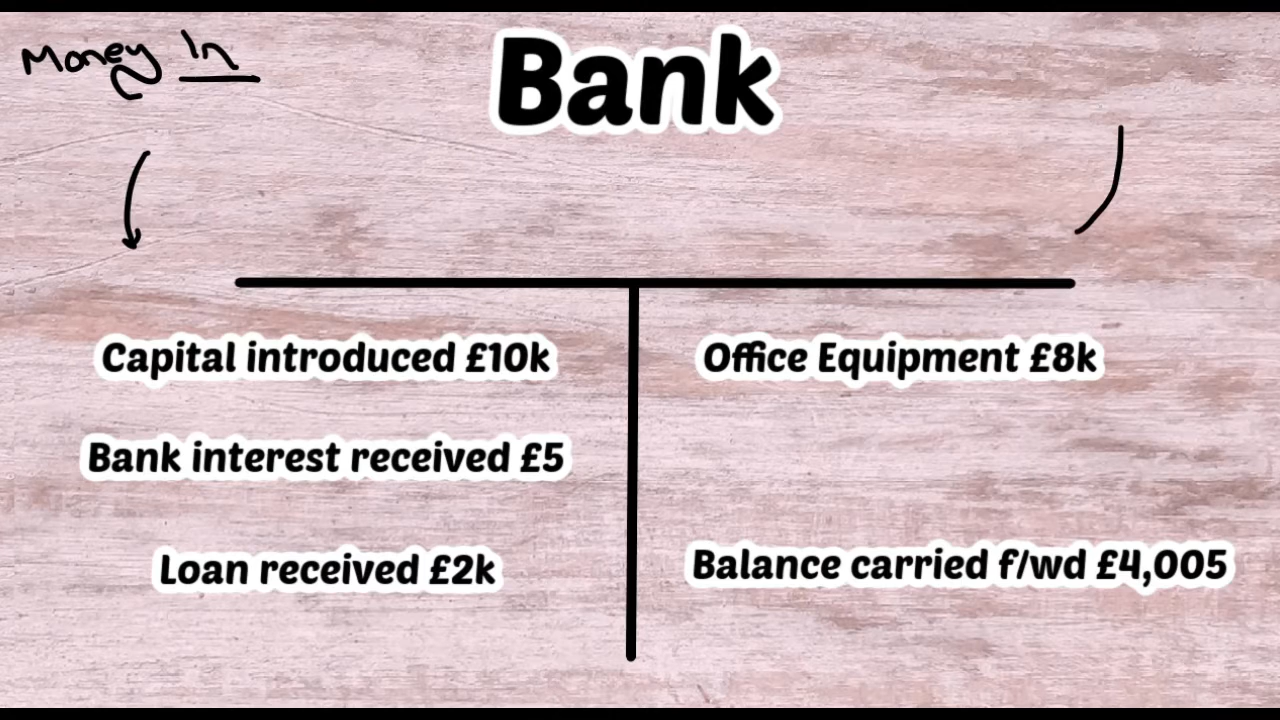 Money In
Bank
Capital introduced £10k
Bank interest received £5
Loan received £2k
Office Equipment £8k
Balance carried f/wd £4,005